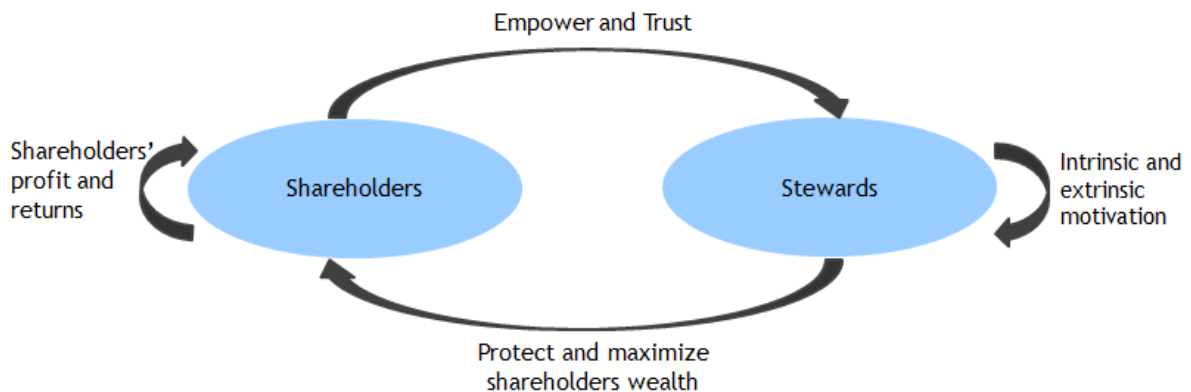 Empower and Trust
Shareholders’
profit and
returns
Shareholders
Stewards
Intrinsic and
extrinsic
motivation
Protect and maximize
shareholders wealth